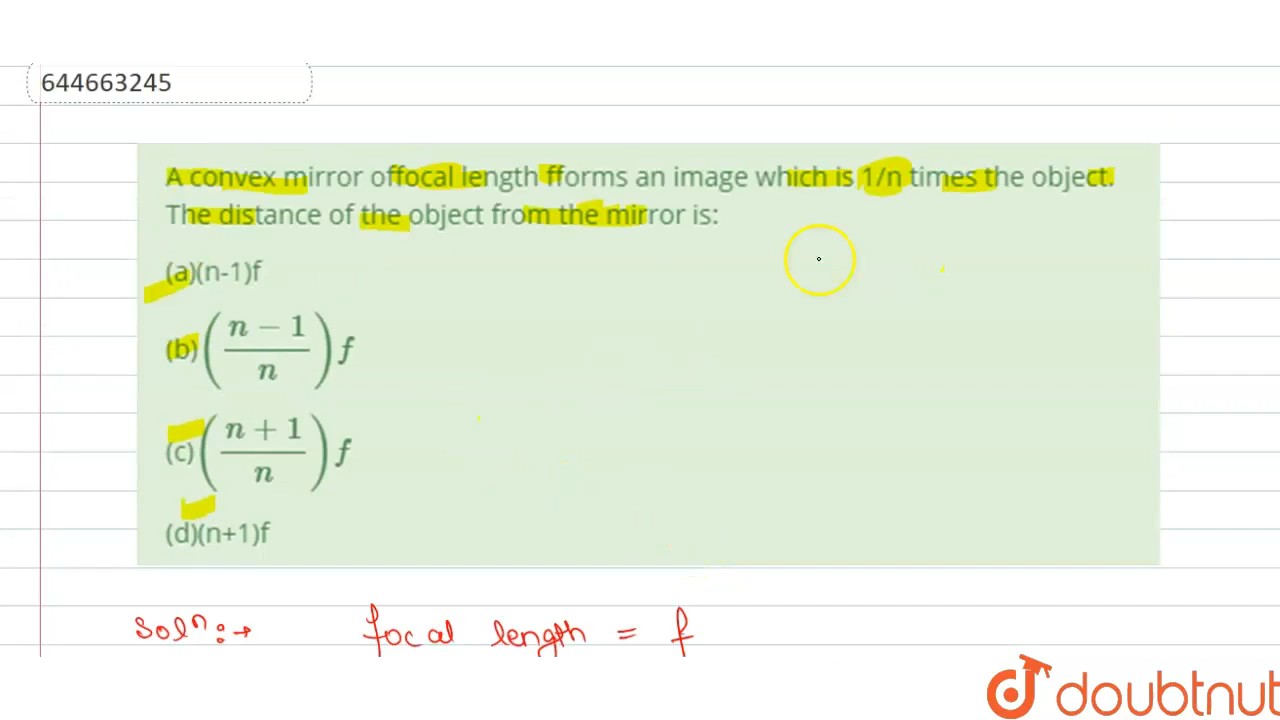 644663245
A convex mirror offocal length fforms an image which is 1/n times the object.
The distance of the object from the mirror is:
(a)(n-1)f
(b)(n − 1/n)f
(c)(n + 1/n)f
(d)(n+1)f
Solⁿ:→ focal length = f
doubtnut